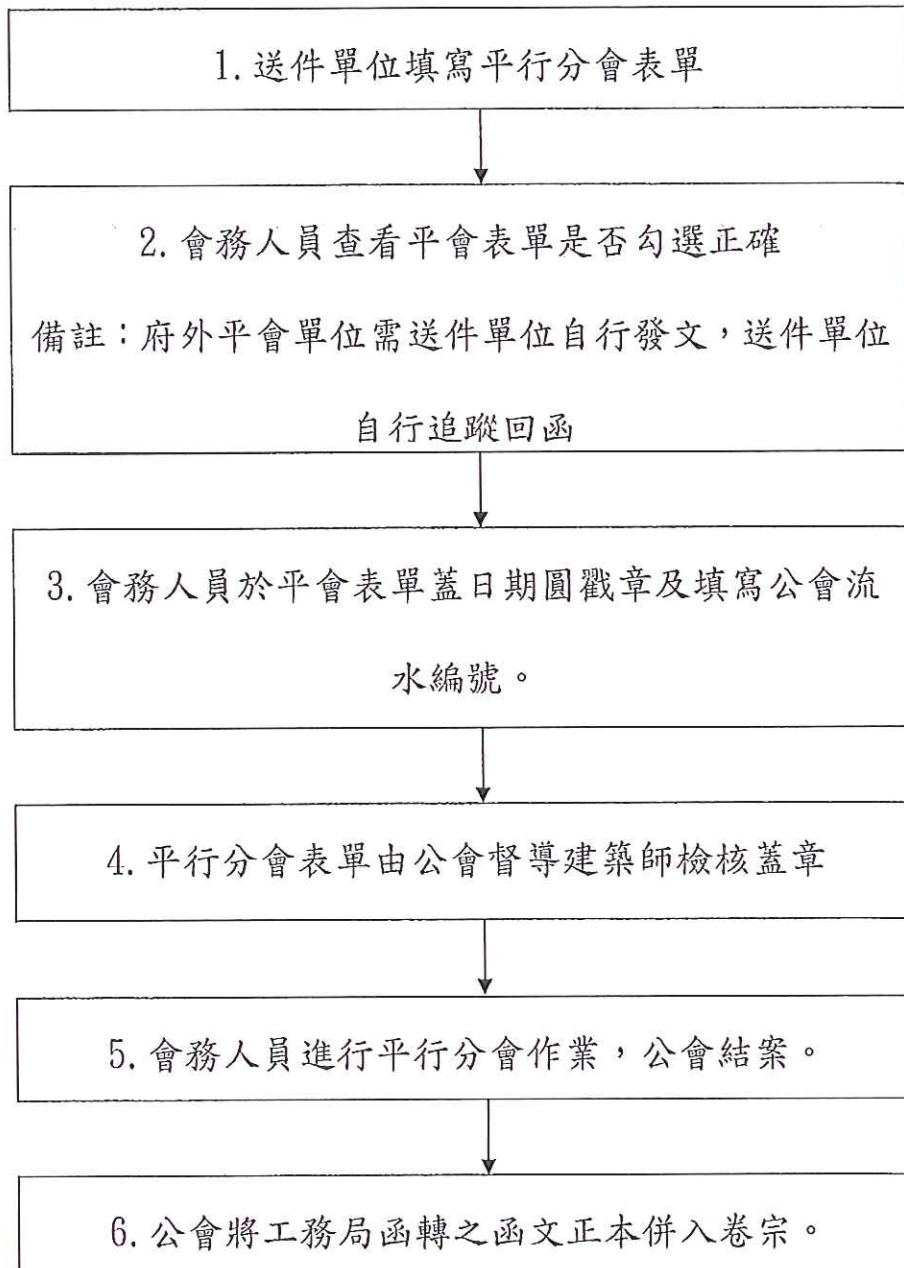 1. 送件單位填寫平行分會表單
2. 會務人員查看平會表單是否勾選正確
備註：府外平會單位需送件單位自行發文，送件單位
自行追蹤回函
3. 會務人員於平會表單蓋日期圓戳章及填寫公會流
水編號。
4. 平行分會表單由公會督導建築師檢核蓋章
5. 會務人員進行平行分會作業，公會結案。
6. 公會將工務局函轉之函文正本併入卷宗。